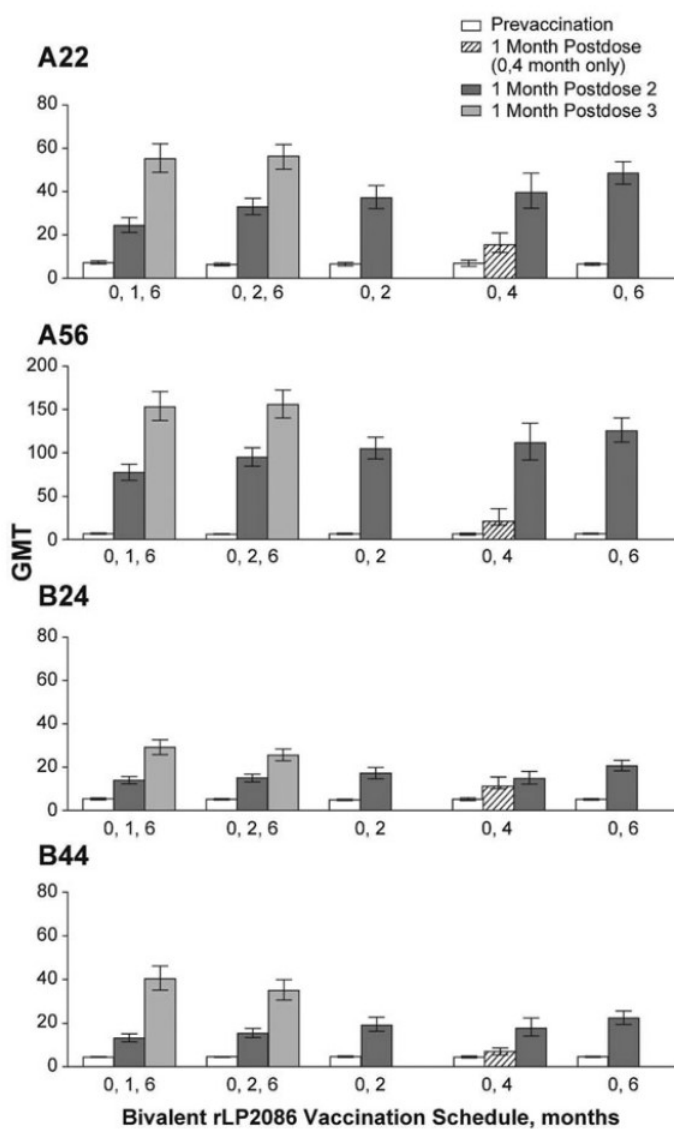 Prevaccination
1 Month Postdose
(0,4 month only)
1 Month Postdose 2
1 Month Postdose 3
A22
80
60
40
20
0
0, 1, 6
0, 2, 6
0, 2
0, 4
0, 6
A56
200
150
100
50
0
0, 1, 6
0, 2, 6
0, 2
0, 4
0, 6
GMT
B24
80
60
40
20
0
0, 1, 6
0, 2, 6
0, 2
0, 4
0, 6
B44
80
60
40
20
0
0, 1, 6
0, 2, 6
0, 2
0, 4
0, 6
Bivalent rLP2086 Vaccination Schedule, months